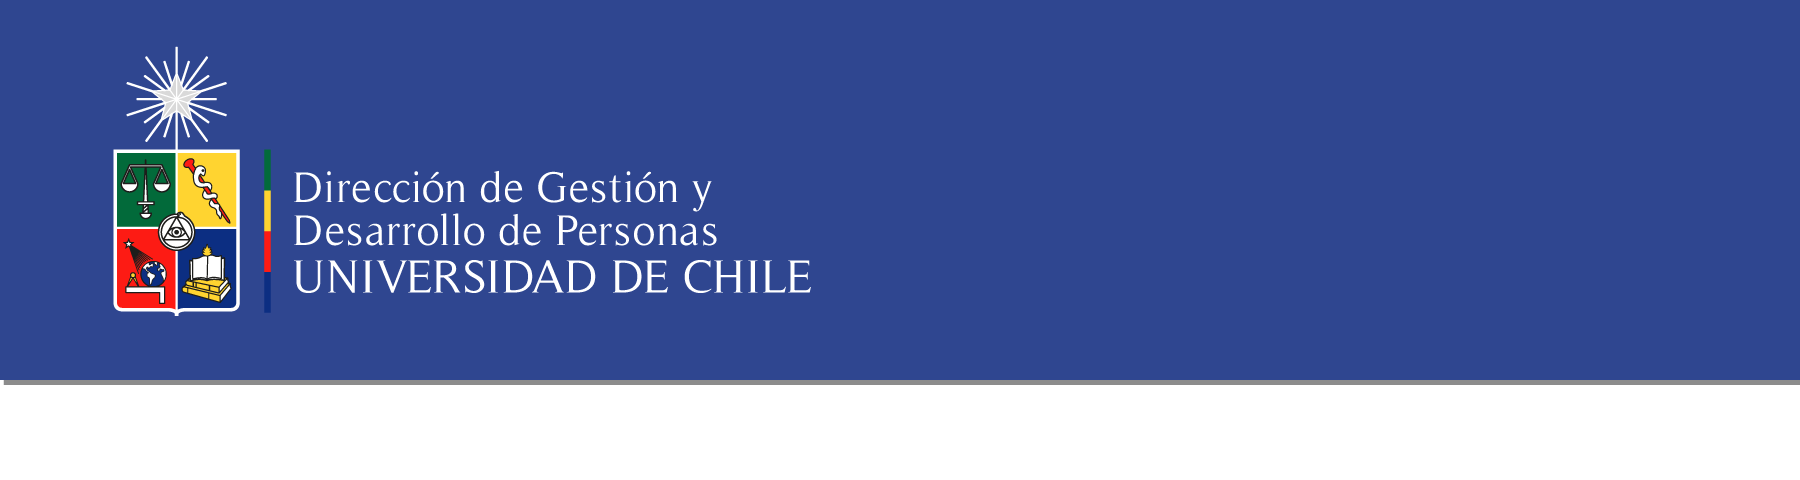 Dirección de Gestión y
Desarrollo de Personas
UNIVERSIDAD DE CHILE